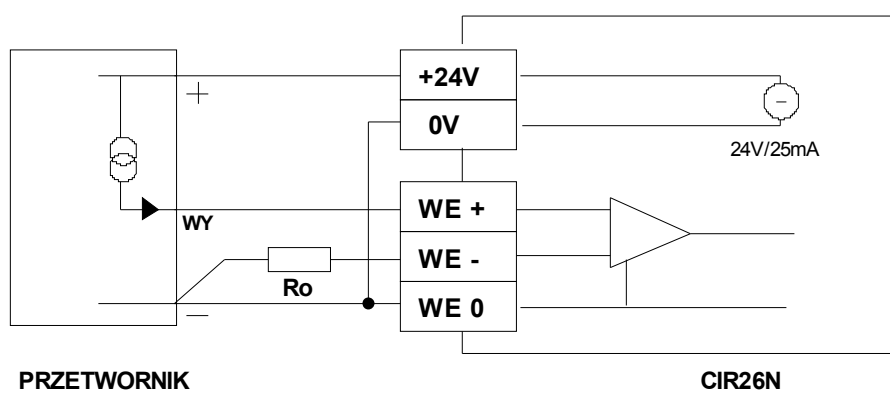 +24V
+
0V
24V/25mA
WE +
WY
WE -
Ro
WE 0
—
PRZETWORNIK
CIR26N